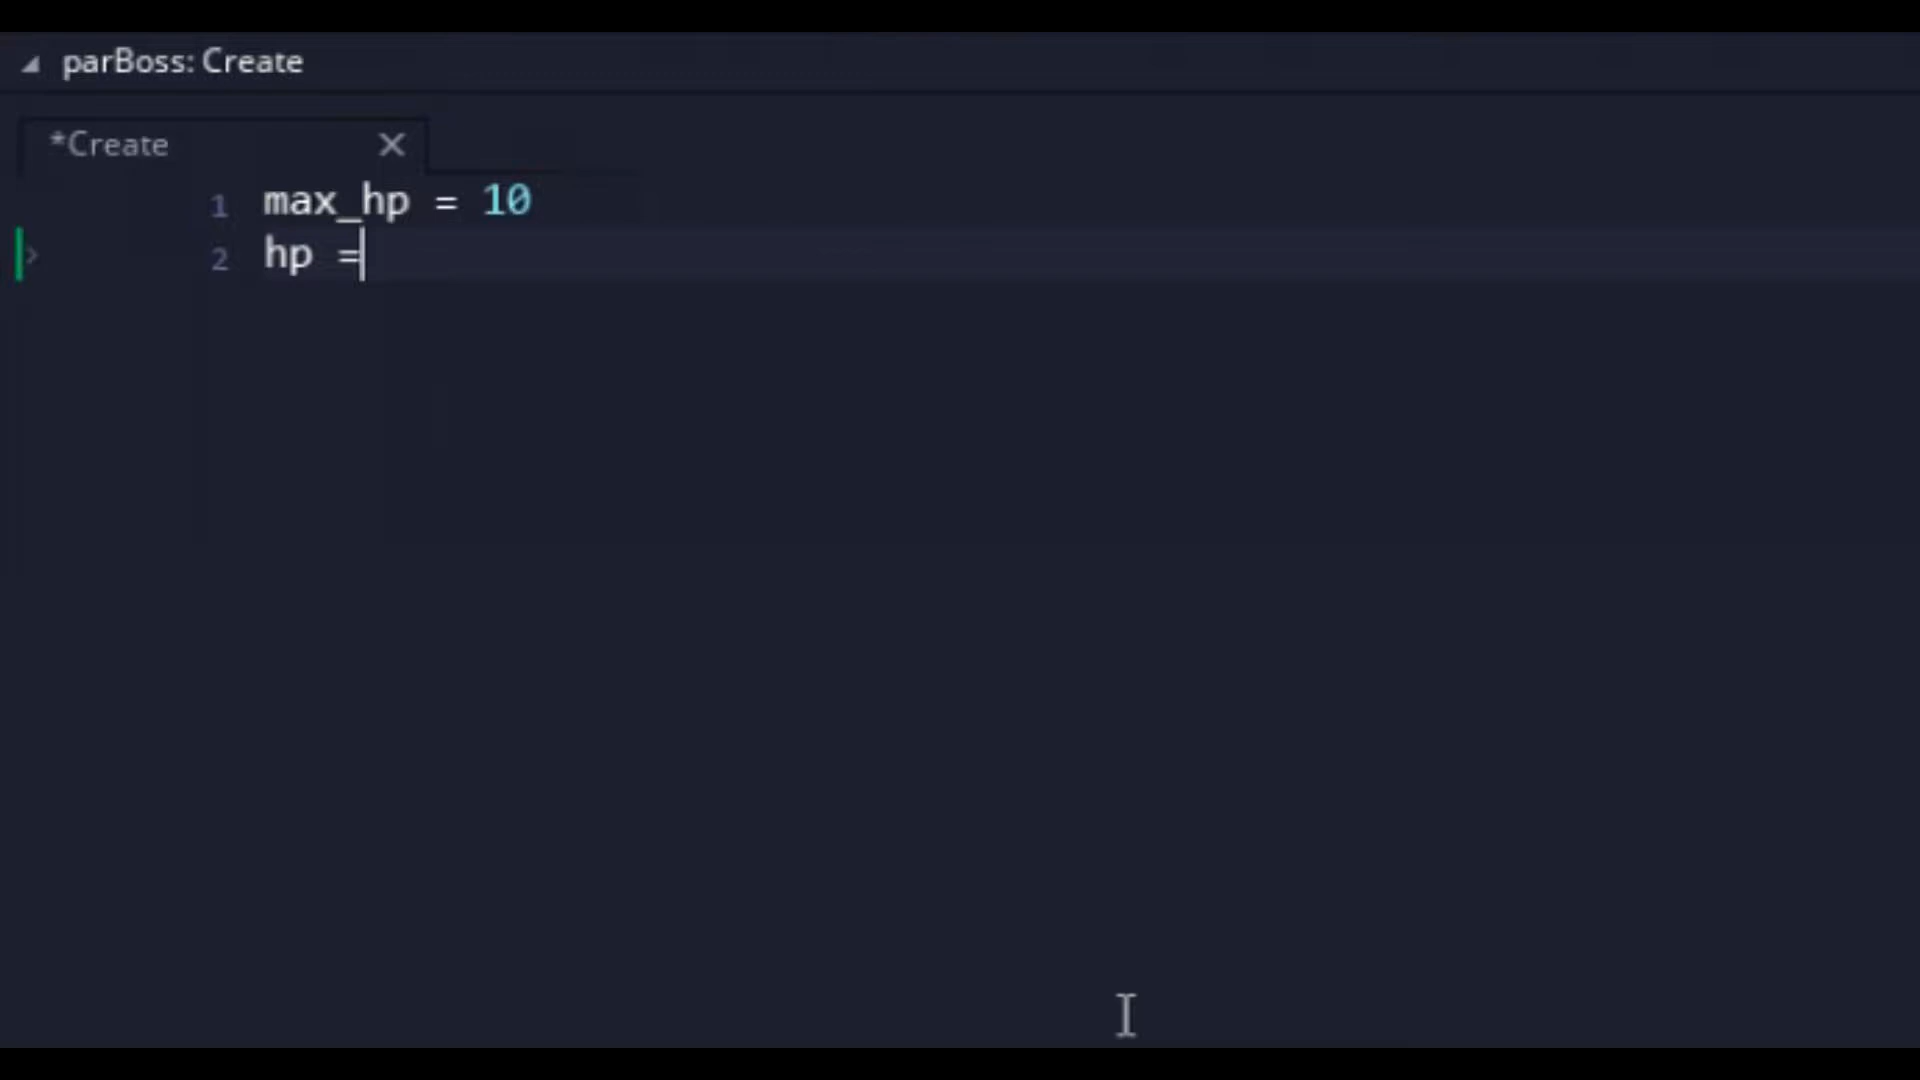 parBoss: Create
*Create
1 max_hp = 10
2 hp =